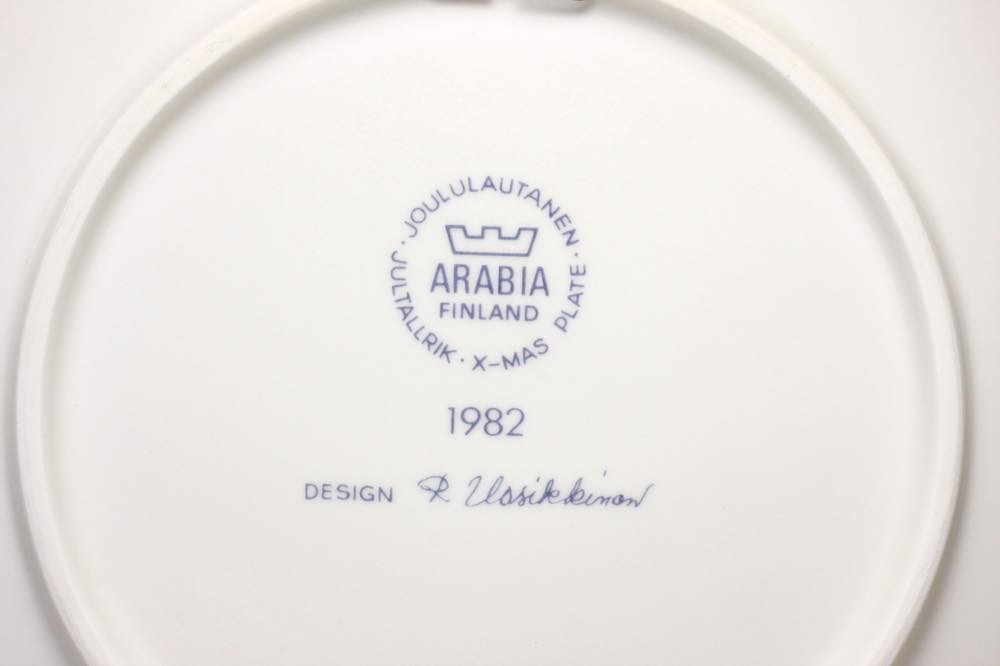 JOULULAUTANEN · JULTALLRIK · X-MAS PLATE ·
ARABIA
FINLAND
1982
DESIGN R Uosikkinen